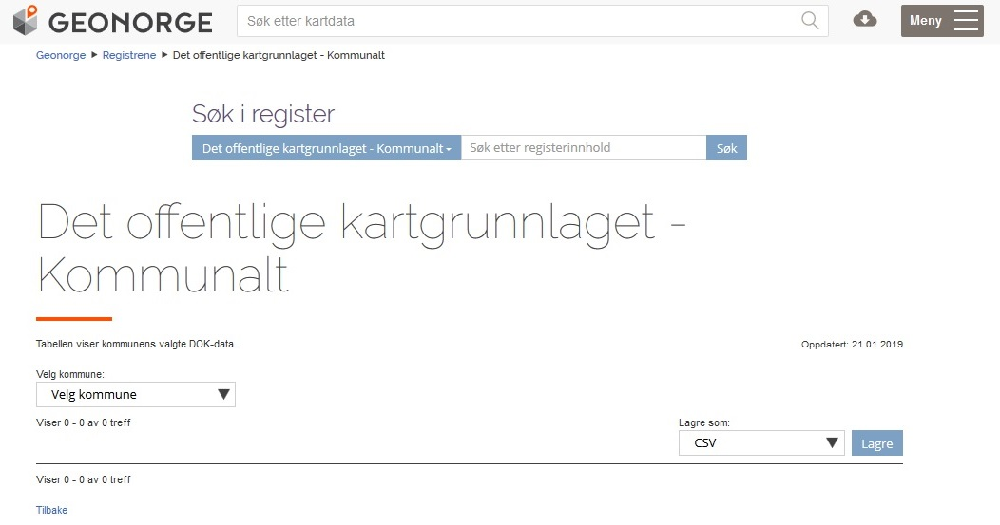 GEONORGE
Søk etter kartdata
Meny
Geonorge ▶ Registrene ▶ Det offentlige kartgrunnlaget - Kommunalt
Søk i register
Det offentlige kartgrunnlaget - Kommunalt
Søk etter registerinnhold
Søk
Det offentlige kartgrunnlaget -
Kommunalt
Tabellen viser kommunens valgte DOK-data.
Oppdatert: 21.01.2019
Velg kommune:
Velg kommune
Viser 0 - 0 av 0 treff
Lagre som:
CSV
Lagre
Viser 0 - 0 av 0 treff
Tilbake